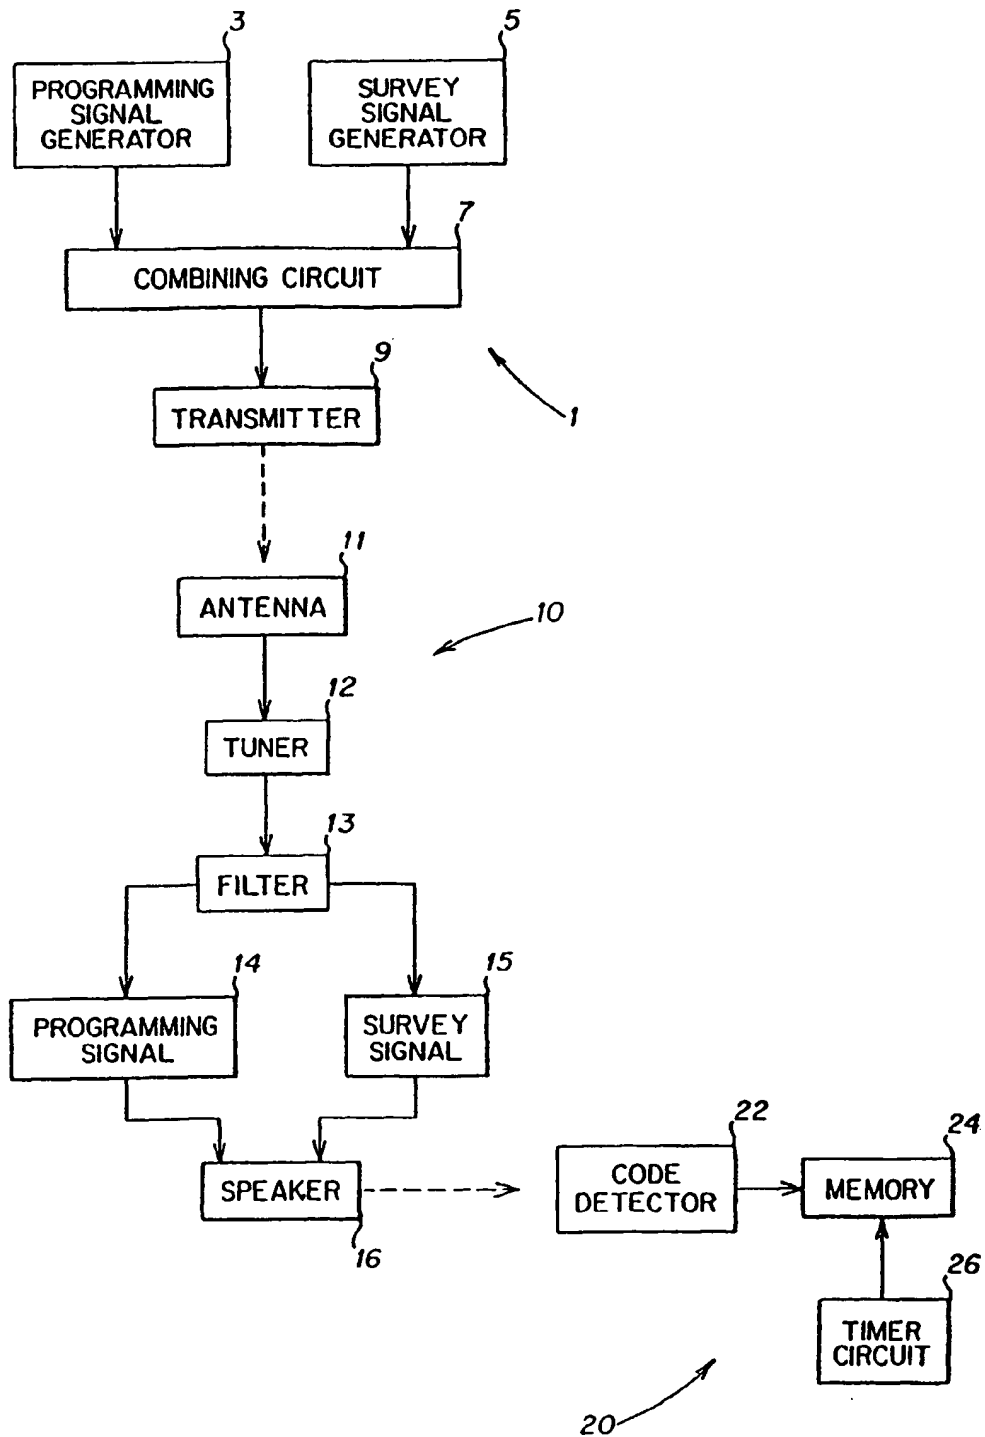 3
5
PROGRAMMING
SIGNAL
GENERATOR
SURVEY
SIGNAL
GENERATOR
7
COMBINING CIRCUIT
9
TRANSMITTER
1
11
ANTENNA
10
12
TUNER
13
FILTER
14
15
PROGRAMMING
SIGNAL
SURVEY
SIGNAL
22
24
SPEAKER
CODE
DETECTOR
MEMORY
16
26
TIMER
CIRCUIT
20